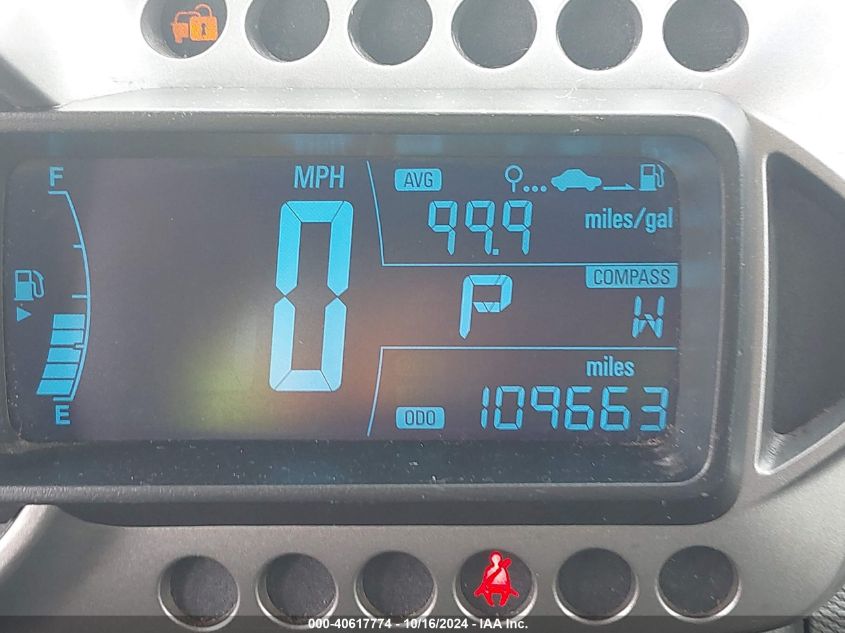 F
MPH
AVG
99.9 miles/gal
0
COMPASS
P W
miles
E
ODO 109663
000-40617774 - 10/16/2024 - IAA Inc.